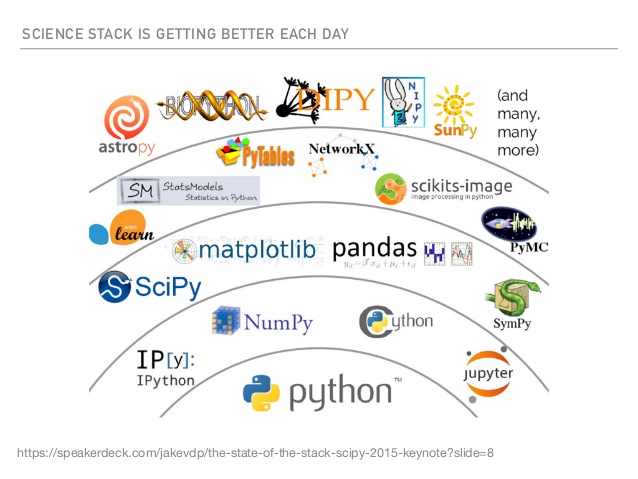 SCIENCE STACK IS GETTING BETTER EACH DAY
astropy
BIOPYTHON
DIPY
NIPY
SunPy
(and
many,
many
more)
PyTables
NetworkX
SM
StatsModels
Statistics in Python
scikits-image
image processing in python
learn
matplotlib
pandas
PyMC
SciPy
NumPy
Cython
SymPy
IP[y]:
IPython
python™
jupyter
https://speakerdeck.com/jakevdp/the-state-of-the-stack-scipy-2015-keynote?slide=8